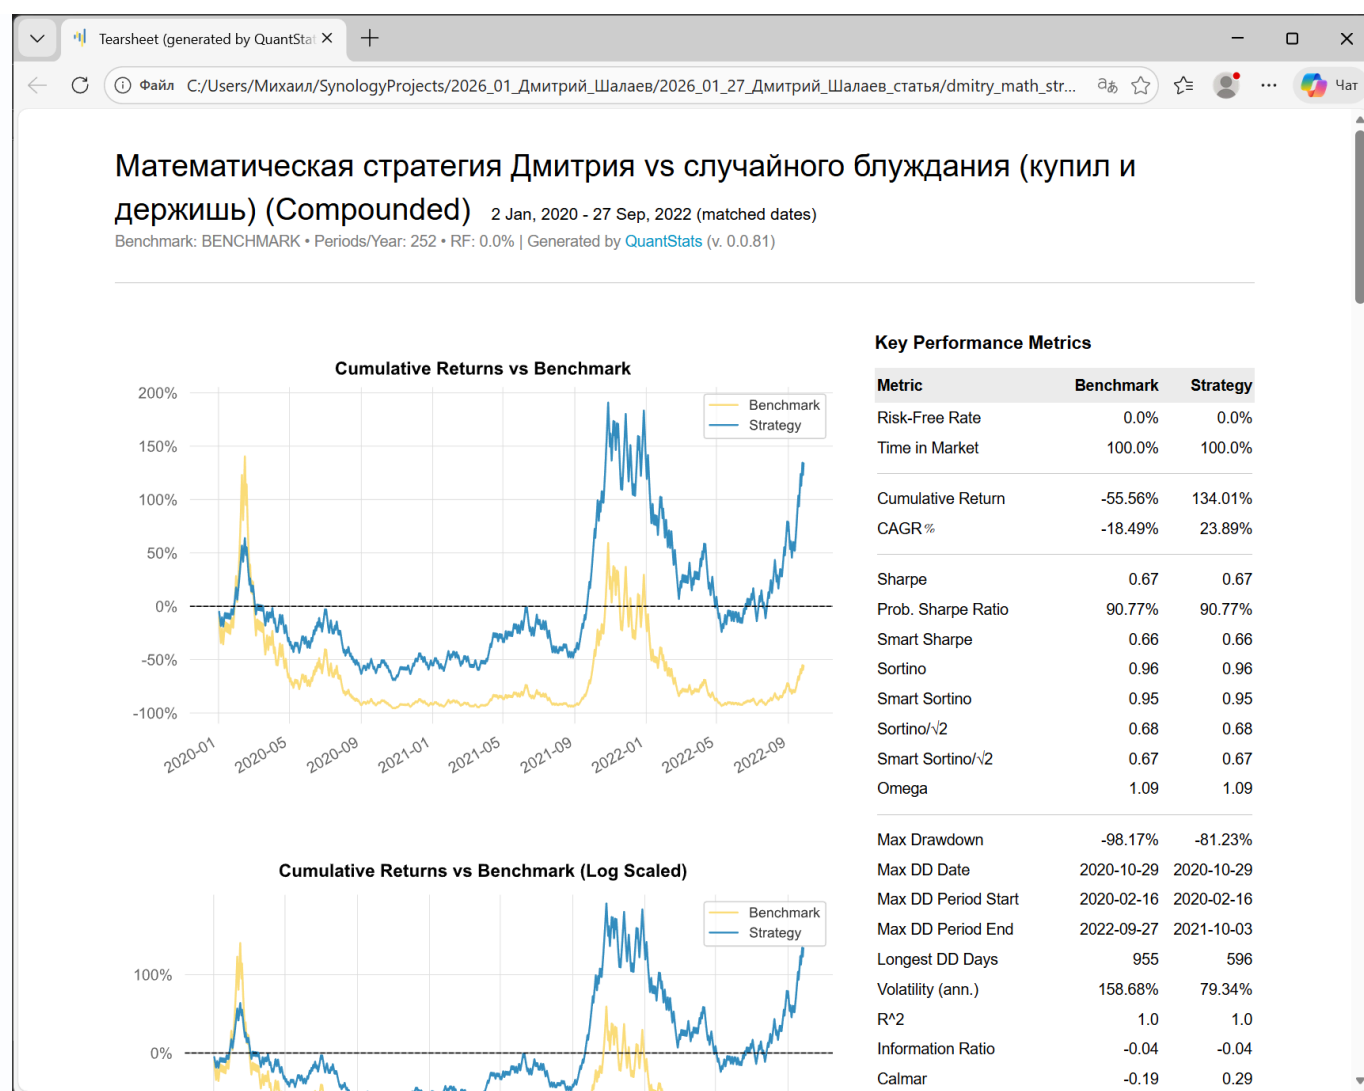 Tearsheet (generated by QuantStat
Файл C:/Users/Михаил/SynologyProjects/2026_01_Дмитрий_Шалаев/2026_01_27_Дмитрий_Шалаев_статья/dmitry_math_str...
Чат
Математическая стратегия Дмитрия vs случайного блуждания (купил и
держишь) (Compounded) 2 Jan, 2020 - 27 Sep, 2022 (matched dates)
Benchmark: BENCHMARK • Periods/Year: 252 • RF: 0.0% | Generated by QuantStats (v. 0.0.81)
Cumulative Returns vs Benchmark
Benchmark
Strategy
200%
150%
100%
50%
0%
-50%
-100%
2020-01 2020-05 2020-09 2021-01 2021-05 2021-09 2022-01 2022-05 2022-09
Cumulative Returns vs Benchmark (Log Scaled)
Benchmark
Strategy
100%
0%
Key Performance Metrics
Metric Benchmark Strategy
Risk-Free Rate 0.0% 0.0%
Time in Market 100.0% 100.0%
Cumulative Return -55.56% 134.01%
CAGR﹪ -18.49% 23.89%
Sharpe 0.67 0.67
Prob. Sharpe Ratio 90.77% 90.77%
Smart Sharpe 0.66 0.66
Sortino 0.96 0.96
Smart Sortino 0.95 0.95
Sortino/√2 0.68 0.68
Smart Sortino/√2 0.67 0.67
Omega 1.09 1.09
Max Drawdown -98.17% -81.23%
Max DD Date 2020-10-29 2020-10-29
Max DD Period Start 2020-02-16 2020-02-16
Max DD Period End 2022-09-27 2021-10-03
Longest DD Days 955 596
Volatility (ann.) 158.68% 79.34%
R^2 1.0 1.0
Information Ratio -0.04 -0.04
Calmar -0.19 0.29